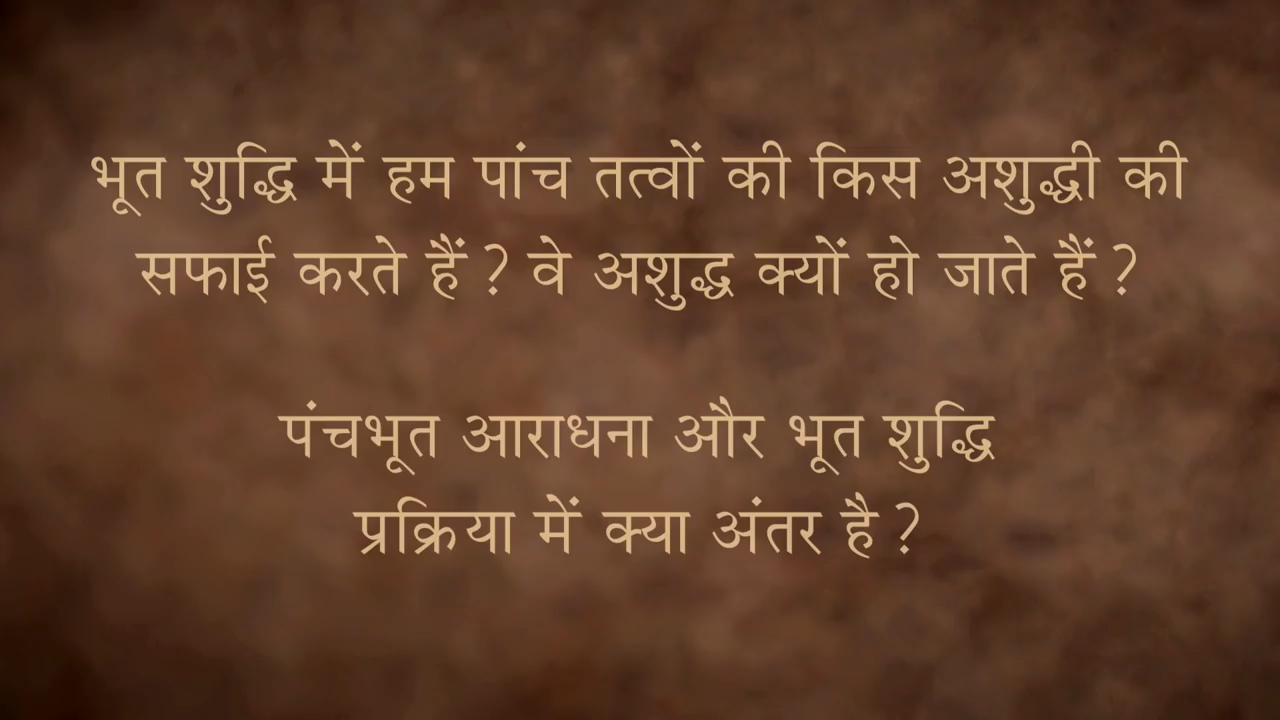 भूत शुद्धि में हम पांच तत्वों की किस अशुद्धी की
सफाई करते हैं ? वे अशुद्ध क्यों हो जाते हैं ?
पंचभूत आराधना और भूत शुद्धि
प्रक्रिया में क्या अंतर है ?